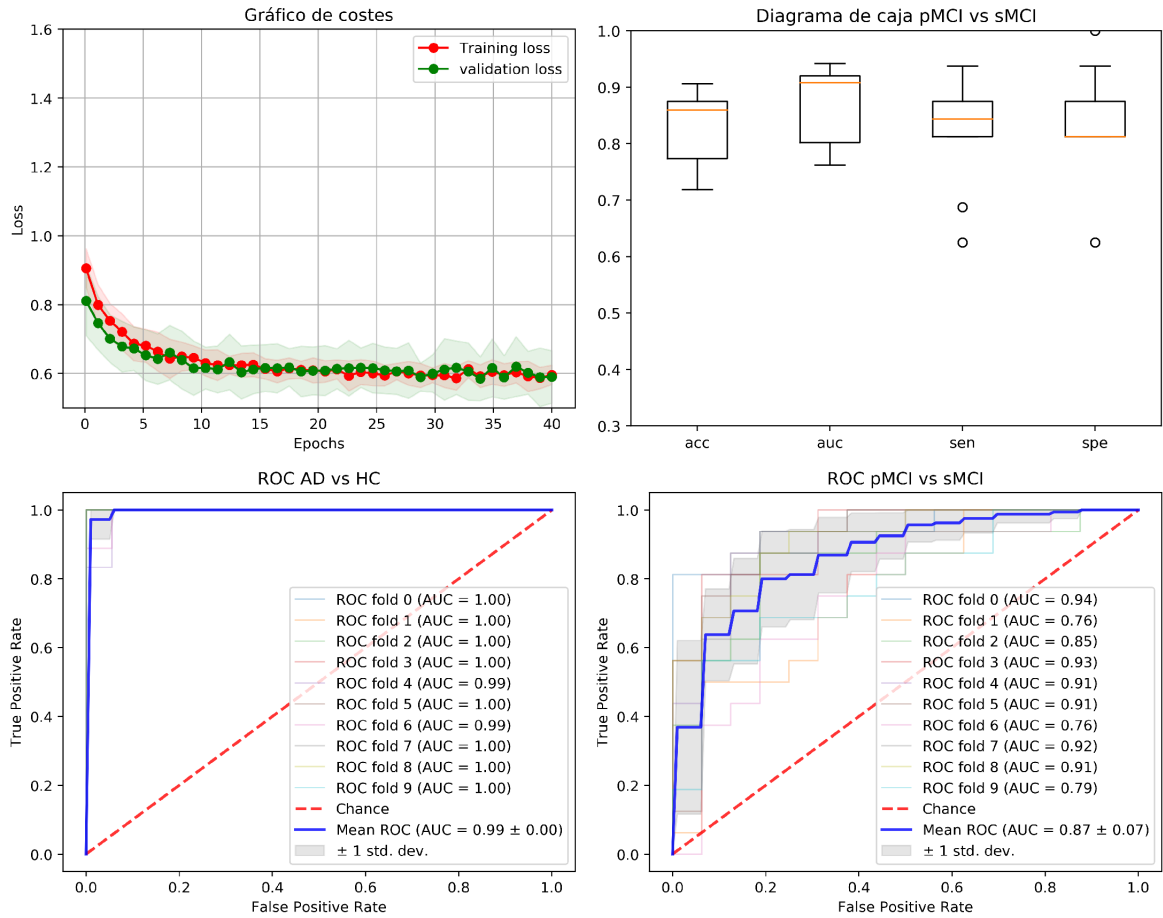 Gráfico de costes
1.6
1.4
1.2
1.0
0.8
0.6
Loss
0 5 10 15 20 25 30 35 40
Epochs
Training loss
validation loss
Diagrama de caja pMCI vs sMCI
1.0
0.9
0.8
0.7
0.6
0.5
0.4
0.3
acc auc sen spe
ROC AD vs HC
1.0
0.8
0.6
0.4
0.2
0.0
True Positive Rate
0.0 0.2 0.4 0.6 0.8 1.0
False Positive Rate
ROC fold 0 (AUC = 1.00)
ROC fold 1 (AUC = 1.00)
ROC fold 2 (AUC = 1.00)
ROC fold 3 (AUC = 1.00)
ROC fold 4 (AUC = 0.99)
ROC fold 5 (AUC = 1.00)
ROC fold 6 (AUC = 0.99)
ROC fold 7 (AUC = 1.00)
ROC fold 8 (AUC = 1.00)
ROC fold 9 (AUC = 1.00)
Chance
Mean ROC (AUC = 0.99 ± 0.00)
± 1 std. dev.
ROC pMCI vs sMCI
1.0
0.8
0.6
0.4
0.2
0.0
True Positive Rate
0.0 0.2 0.4 0.6 0.8 1.0
False Positive Rate
ROC fold 0 (AUC = 0.94)
ROC fold 1 (AUC = 0.76)
ROC fold 2 (AUC = 0.85)
ROC fold 3 (AUC = 0.93)
ROC fold 4 (AUC = 0.91)
ROC fold 5 (AUC = 0.91)
ROC fold 6 (AUC = 0.76)
ROC fold 7 (AUC = 0.92)
ROC fold 8 (AUC = 0.91)
ROC fold 9 (AUC = 0.79)
Chance
Mean ROC (AUC = 0.87 ± 0.07)
± 1 std. dev.